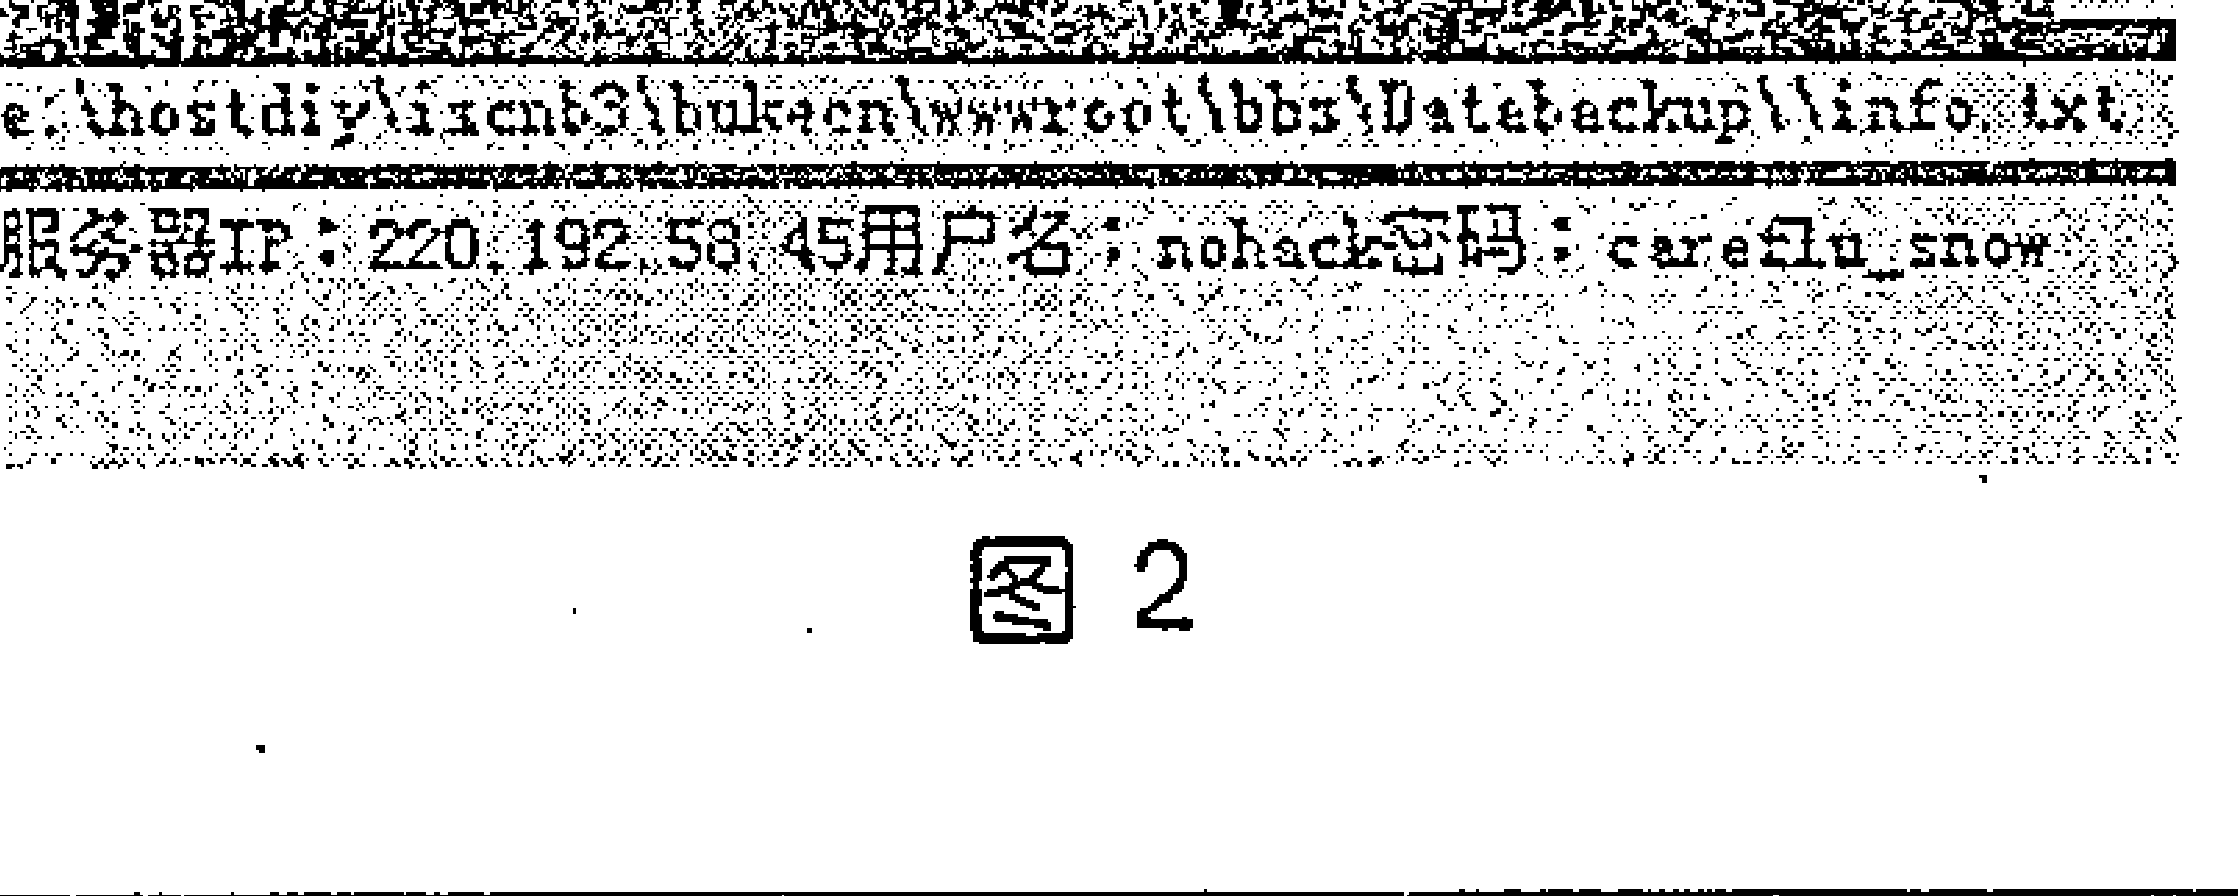 e:\hostdiy\ixcnb3\bukecn\wwwroot\bbs\Databackup\\info.txt
服务器IP：220.192.58.45用户名：nohack密码：careflu_snow
图 2